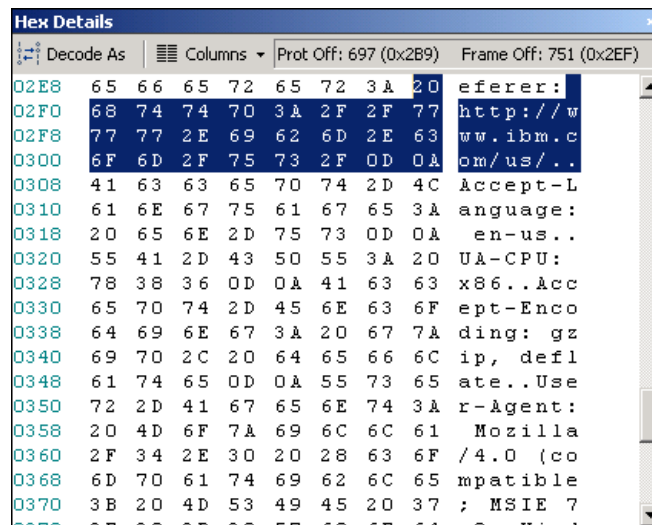 Hex Details
Decode As Columns Prot Off: 697 (0x2B9) Frame Off: 751 (0x2EF)
02E8 65 66 65 72 65 72 3A 20 eferer:
02F0 68 74 74 70 3A 2F 2F 77 http://w
02F8 77 77 2E 69 62 6D 2E 63 ww.ibm.c
0300 6F 6D 2F 75 73 2F 0D 0A om/us/..
0308 41 63 63 65 70 74 2D 4C Accept-L
0310 61 6E 67 75 61 67 65 3A anguage:
0318 20 65 6E 2D 75 73 0D 0A en-us..
0320 55 41 2D 43 50 55 3A 20 UA-CPU:
0328 78 38 36 0D 0A 41 63 63 x86..Acc
0330 65 70 74 2D 45 6E 63 6F ept-Enco
0338 64 69 6E 67 3A 20 67 7A ding: gz
0340 69 70 2C 20 64 65 66 6C ip, defl
0348 61 74 65 0D 0A 55 73 65 ate..Use
0350 72 2D 41 67 65 6E 74 3A r-Agent:
0358 20 4D 6F 7A 69 6C 6C 61 Mozilla
0360 2F 34 2E 30 20 28 63 6F /4.0 (co
0368 6D 70 61 74 69 62 6C 65 mpatible
0370 3B 20 4D 53 49 45 20 37 ; MSIE 7